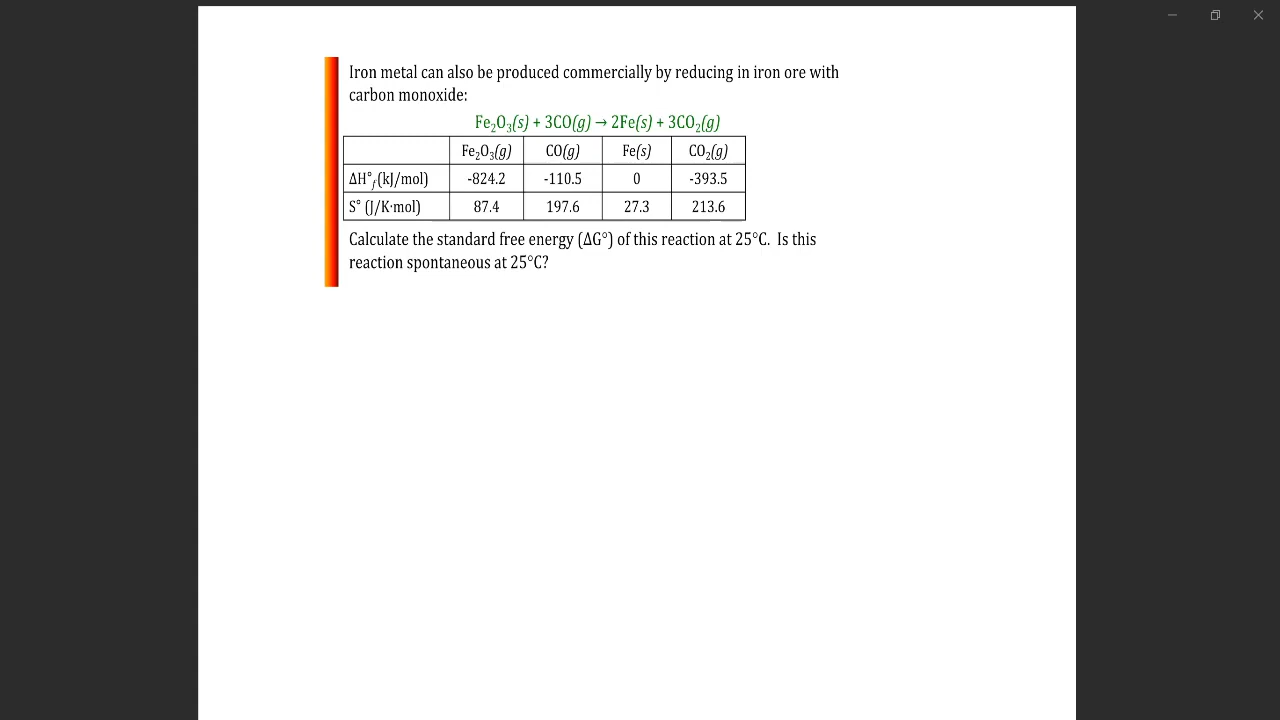 Iron metal can also be produced commercially by reducing in iron ore with
carbon monoxide:
Fe₂O₃(s) + 3CO(g) → 2Fe(s) + 3CO₂(g)
Fe₂O₃(g) CO(g) Fe(s) CO₂(g)
ΔH°f(kJ/mol) -824.2 -110.5 0 -393.5
S° (J/K·mol) 87.4 197.6 27.3 213.6
Calculate the standard free energy (ΔG°) of this reaction at 25°C. Is this
reaction spontaneous at 25°C?